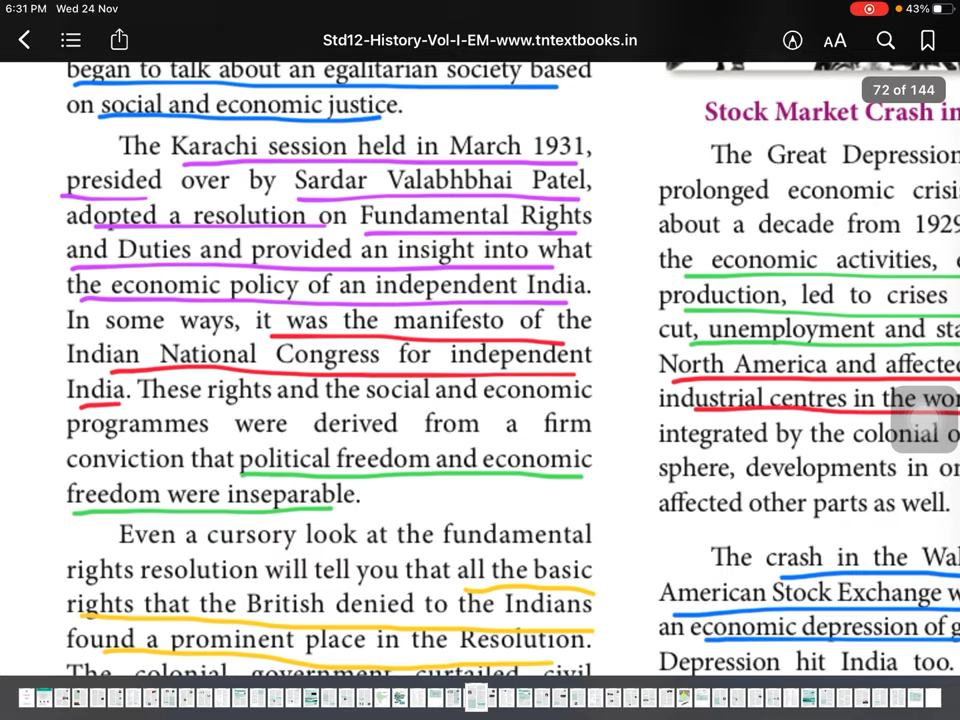 6:31 PM Wed 24 Nov
43%
Std12-History-Vol-I-EM-www.tntextbooks.in
AA
72 of 144
began to talk about an egalitarian society based
on social and economic justice.
The Karachi session held in March 1931,
presided over by Sardar Valabhbhai Patel,
adopted a resolution on Fundamental Rights
and Duties and provided an insight into what
the economic policy of an independent India.
In some ways, it was the manifesto of the
Indian National Congress for independent
India. These rights and the social and economic
programmes were derived from a firm
conviction that political freedom and economic
freedom were inseparable.
Even a cursory look at the fundamental
rights resolution will tell you that all the basic
rights that the British denied to the Indians
found a prominent place in the Resolution.
The colonial government curtailed civil
Stock Market Crash in
The Great Depression
prolonged economic
about a decade from 1929
the economic activities,
production, led to crises
cut, unemployment and
North America and affected
industrial centres in the
integrated by the colonial
sphere, developments in
affected other parts as well.
The crash in the
American Stock Exchange
an economic depression of
Depression hit India too.